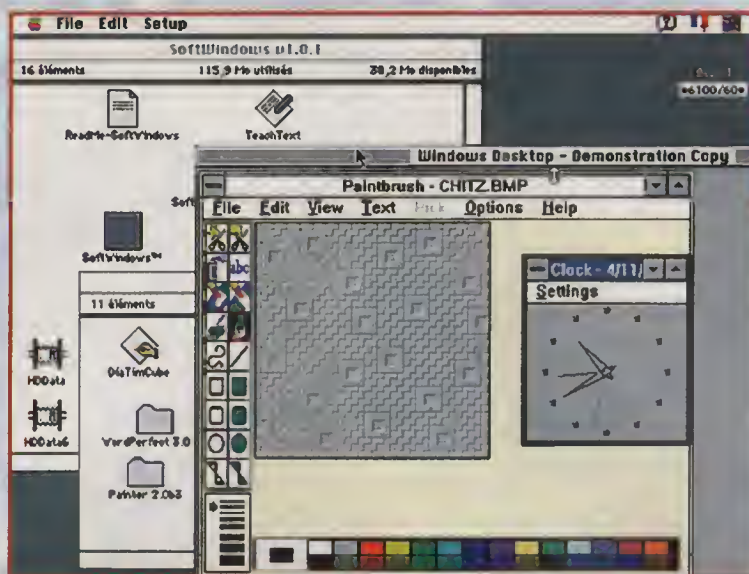 File Edit Setup
SoftWindows v1.0.1
16 éléments 115,9 Mo utilisés 38,2 Mo disponibles
6100/60
ReadMe-SoftWindows
TeachText
Windows Desktop - Demonstration Copy
Paintbrush - CHITZ.BMP
Soft
File Edit View Text Pick Options Help
SoftWindows™
abc
Clock - 4/11/
Settings
11 éléments
DiaTimCube
HDData
HDData6
WordPerfect 3.0
Painter 2.0b3